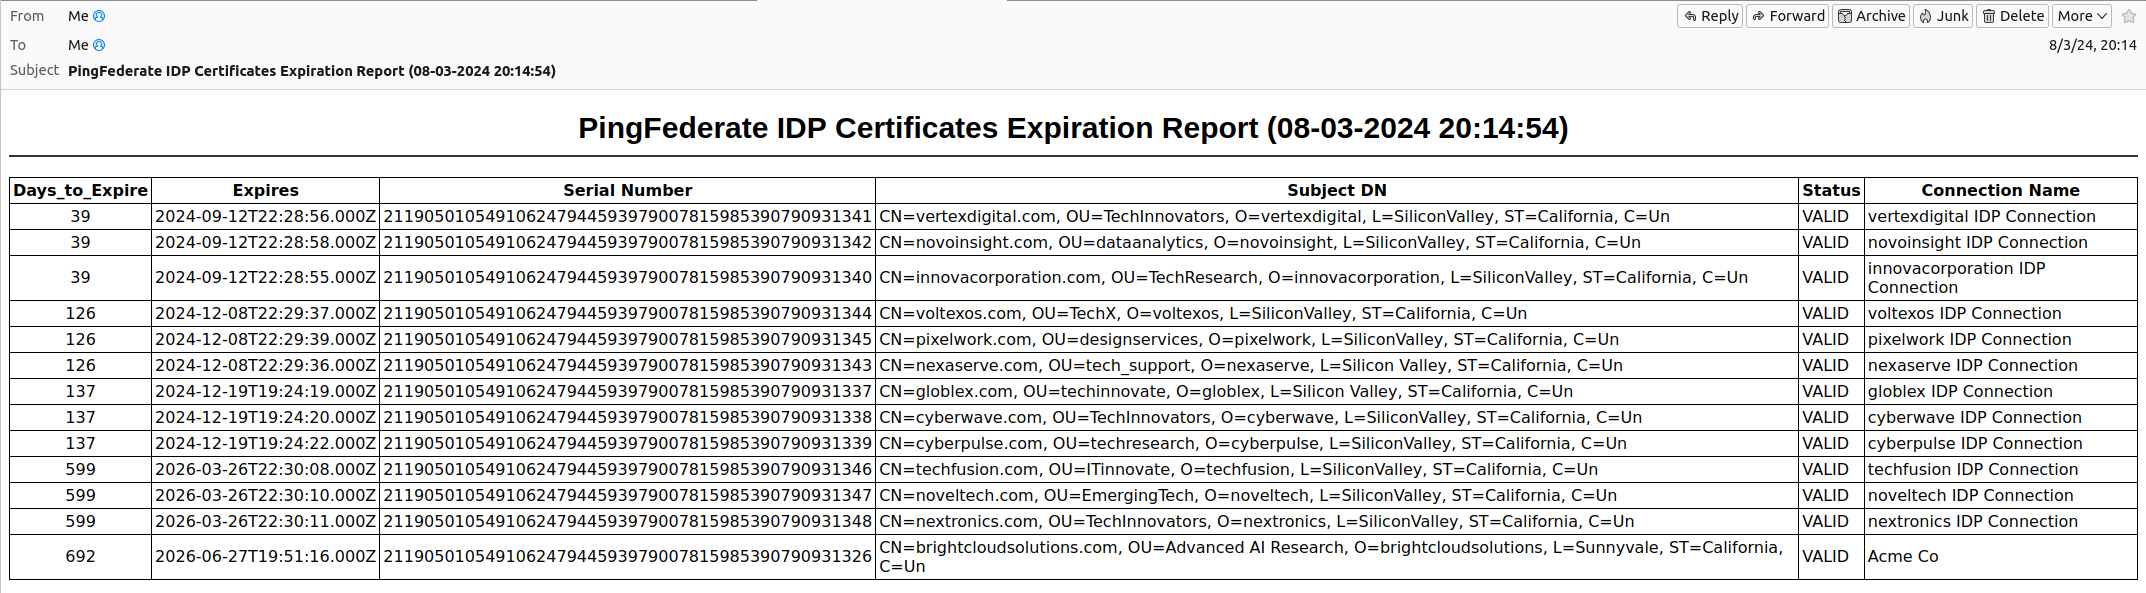 From Me Reply Forward Archive Junk Delete More
To Me 8/3/24, 20:14
Subject PingFederate IDP Certificates Expiration Report (08-03-2024 20:14:54)
PingFederate IDP Certificates Expiration Report (08-03-2024 20:14:54)
Days_to_Expire Expires Serial Number Subject DN Status Connection Name
39 2024-09-12T22:28:56.000Z 211905010549106247944593979007815985390790931341 CN=vertexdigital.com, OU=TechInnovators, O=vertexdigital, L=SiliconValley, ST=California, C=Un VALID vertexdigital IDP Connection
39 2024-09-12T22:28:58.000Z 211905010549106247944593979007815985390790931342 CN=novoinsight.com, OU=dataanalytics, O=novoinsight, L=SiliconValley, ST=California, C=Un VALID novoinsight IDP Connection
39 2024-09-12T22:28:55.000Z 211905010549106247944593979007815985390790931340 CN=innovacorporation.com, OU=TechResearch, O=innovacorporation, L=SiliconValley, ST=California, C=Un VALID innovacorporation IDP
Connection
126 2024-12-08T22:29:37.000Z 211905010549106247944593979007815985390790931344 CN=voltexos.com, OU=TechX, O=voltexos, L=SiliconValley, ST=California, C=Un VALID voltexos IDP Connection
126 2024-12-08T22:29:39.000Z 211905010549106247944593979007815985390790931345 CN=pixelwork.com, OU=designservices, O=pixelwork, L=SiliconValley, ST=California, C=Un VALID pixelwork IDP Connection
126 2024-12-08T22:29:36.000Z 211905010549106247944593979007815985390790931343 CN=nexaserve.com, OU=tech_support, O=nexaserve, L=Silicon Valley, ST=California, C=Un VALID nexaserve IDP Connection
137 2024-12-19T19:24:19.000Z 211905010549106247944593979007815985390790931337 CN=globlex.com, OU=techinnovate, O=globlex, L=Silicon Valley, ST=California, C=Un VALID globlex IDP Connection
137 2024-12-19T19:24:20.000Z 211905010549106247944593979007815985390790931338 CN=cyberwave.com, OU=TechInnovators, O=cyberwave, L=SiliconValley, ST=California, C=Un VALID cyberwave IDP Connection
137 2024-12-19T19:24:22.000Z 211905010549106247944593979007815985390790931339 CN=cyberpulse.com, OU=techresearch, O=cyberpulse, L=SiliconValley, ST=California, C=Un VALID cyberpulse IDP Connection
599 2026-03-26T22:30:08.000Z 211905010549106247944593979007815985390790931346 CN=techfusion.com, OU=ITinnovate, O=techfusion, L=SiliconValley, ST=California, C=Un VALID techfusion IDP Connection
599 2026-03-26T22:30:10.000Z 211905010549106247944593979007815985390790931347 CN=noveltech.com, OU=EmergingTech, O=noveltech, L=SiliconValley, ST=California, C=Un VALID noveltech IDP Connection
599 2026-03-26T22:30:11.000Z 211905010549106247944593979007815985390790931348 CN=nextronics.com, OU=TechInnovators, O=nextronics, L=SiliconValley, ST=California, C=Un VALID nextronics IDP Connection
692 2026-06-27T19:51:16.000Z 211905010549106247944593979007815985390790931326 CN=brightcloudsolutions.com, OU=Advanced AI Research, O=brightcloudsolutions, L=Sunnyvale, ST=California, VALID Acme Co
C=Un